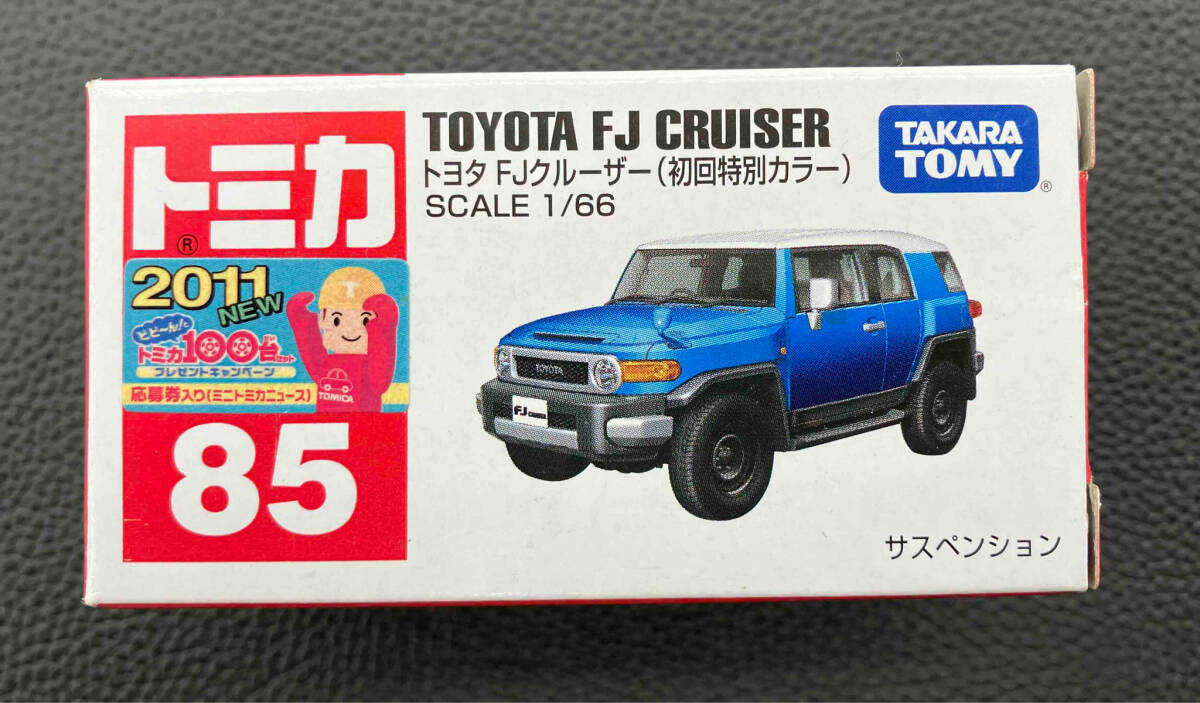 トミカ
®
2011
NEW
どどーん!と
トミカ100台セット
プレゼントキャンペーン
応募券入り(ミニトミカニュース)
TOMICA
85
TOYOTA FJ CRUISER
トヨタ FJクルーザー(初回特別カラー)
SCALE 1/66
TAKARA
TOMY
®
TOYOTA
FJ CRUISER
サスペンション